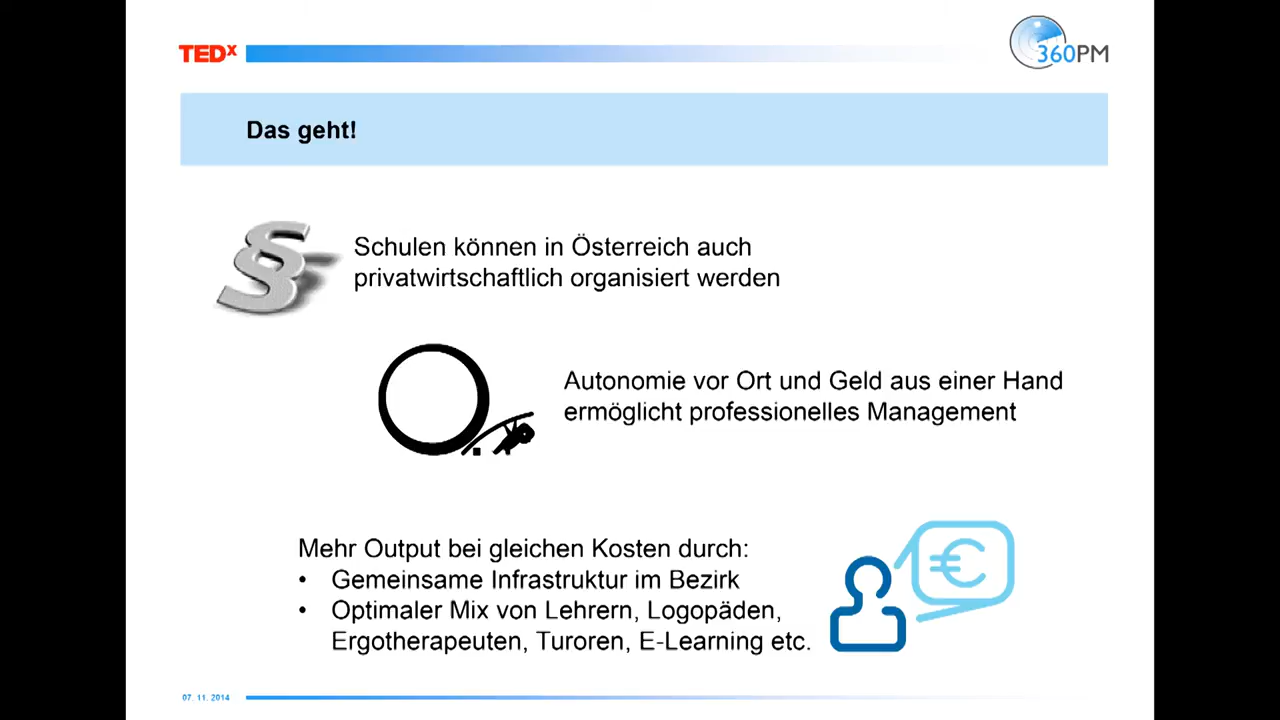 TEDx
360PM
Das geht!
§
Schulen können in Österreich auch
privatwirtschaftlich organisiert werden
Autonomie vor Ort und Geld aus einer Hand
ermöglicht professionelles Management
Mehr Output bei gleichen Kosten durch:
• Gemeinsame Infrastruktur im Bezirk
• Optimaler Mix von Lehrern, Logopäden,
Ergotherapeuten, Turoren, E-Learning etc.
€
07. 11. 2014